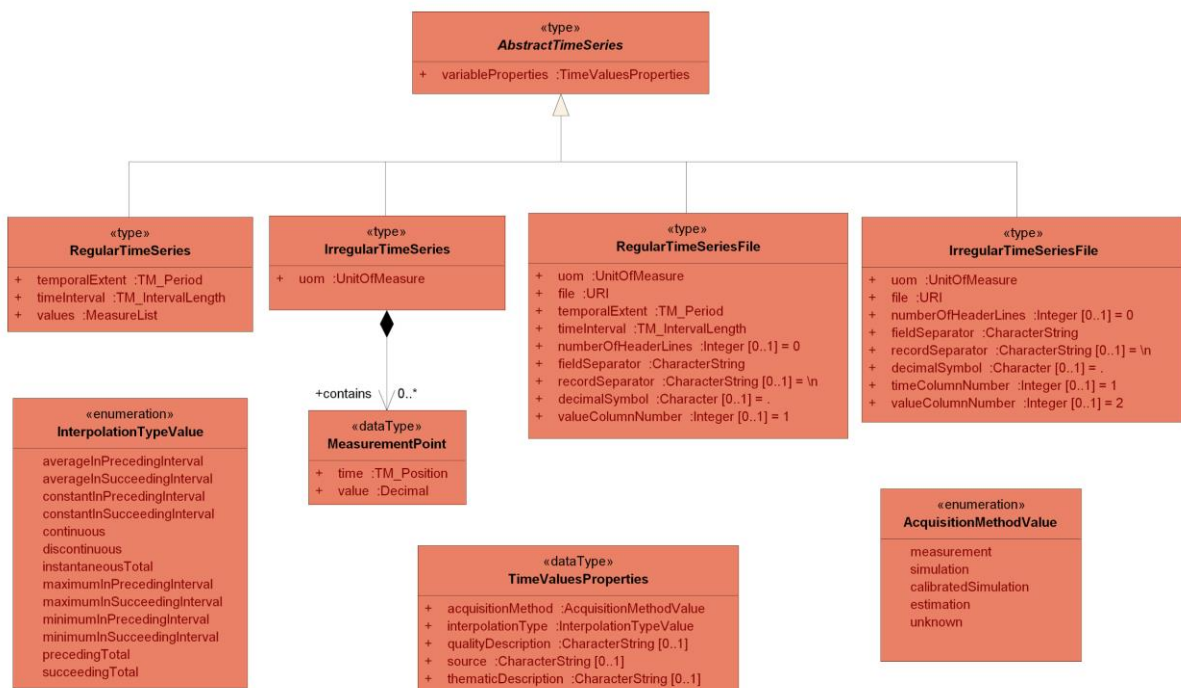 «type»
AbstractTimeSeries
+ variableProperties :TimeValuesProperties
«type»
RegularTimeSeries
+ temporalExtent :TM_Period
+ timeInterval :TM_IntervalLength
+ values :MeasureList
«type»
IrregularTimeSeries
+ uom :UnitOfMeasure
«type»
RegularTimeSeriesFile
+ uom :UnitOfMeasure
+ file :URI
+ temporalExtent :TM_Period
+ timeInterval :TM_IntervalLength
+ numberOfHeaderLines :Integer [0..1] = 0
+ fieldSeparator :CharacterString
+ recordSeparator :CharacterString [0..1] = \n
+ decimalSymbol :Character [0..1] = .
+ valueColumnNumber :Integer [0..1] = 1
«type»
IrregularTimeSeriesFile
+ uom :UnitOfMeasure
+ file :URI
+ numberOfHeaderLines :Integer [0..1] = 0
+ fieldSeparator :CharacterString
+ recordSeparator :CharacterString [0..1] = \n
+ decimalSymbol :Character [0..1] = .
+ timeColumnNumber :Integer [0..1] = 1
+ valueColumnNumber :Integer [0..1] = 2
+contains 0..*
«dataType»
MeasurementPoint
+ time :TM_Position
+ value :Decimal
«enumeration»
InterpolationTypeValue
averageInPrecedingInterval
averageInSucceedingInterval
constantInPrecedingInterval
constantInSucceedingInterval
continuous
discontinuous
instantaneousTotal
maximumInPrecedingInterval
maximumInSucceedingInterval
minimumInPrecedingInterval
minimumInSucceedingInterval
precedingTotal
succeedingTotal
«dataType»
TimeValuesProperties
+ acquisitionMethod :AcquisitionMethodValue
+ interpolationType :InterpolationTypeValue
+ qualityDescription :CharacterString [0..1]
+ source :CharacterString [0..1]
+ thematicDescription :CharacterString [0..1]
«enumeration»
AcquisitionMethodValue
measurement
simulation
calibratedSimulation
estimation
unknown